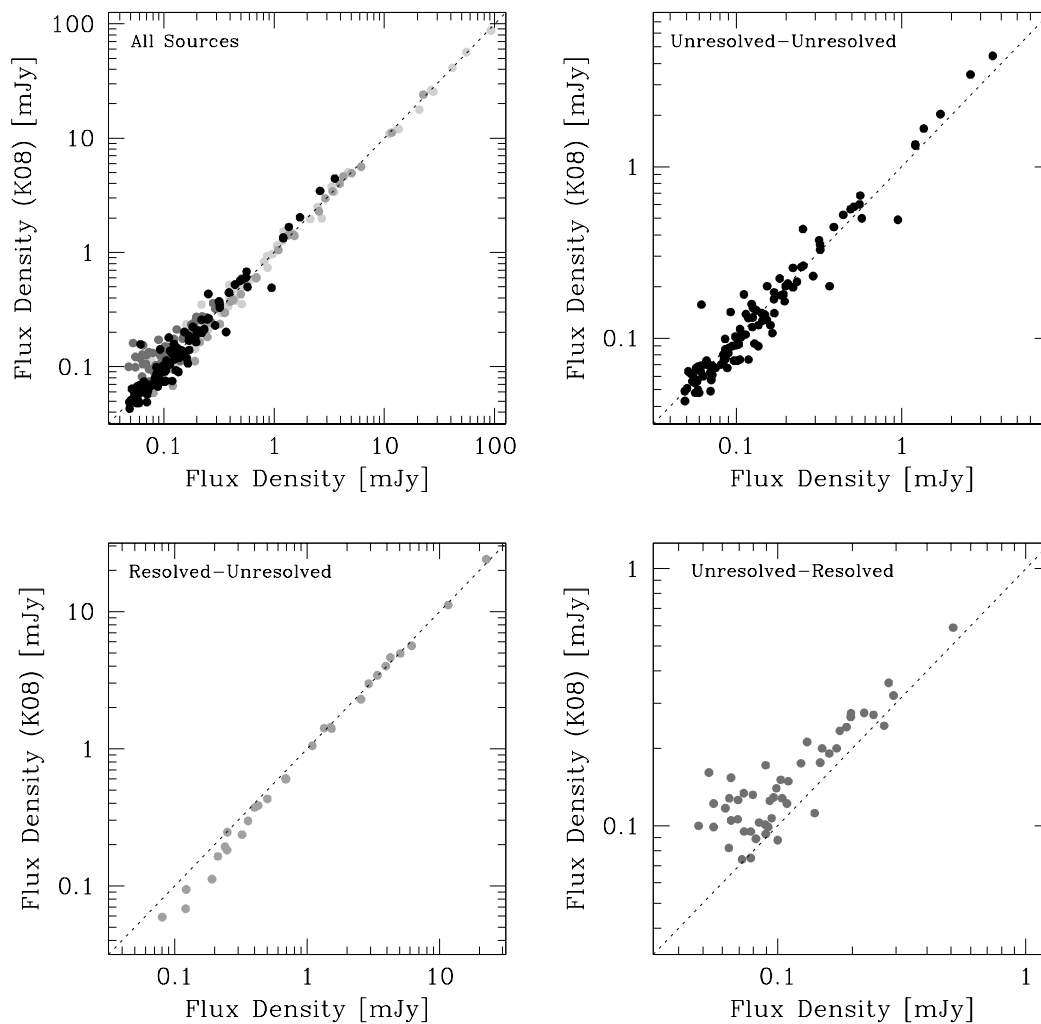 All Sources
Flux Density (K08) [mJy]
100
10
1
0.1
0.1
1
10
100
Flux Density [mJy]
Unresolved−Unresolved
Flux Density (K08) [mJy]
1
0.1
0.1
1
Flux Density [mJy]
Resolved−Unresolved
Flux Density (K08) [mJy]
10
1
0.1
0.1
1
10
Flux Density [mJy]
Unresolved−Resolved
Flux Density (K08) [mJy]
1
0.1
0.1
1
Flux Density [mJy]